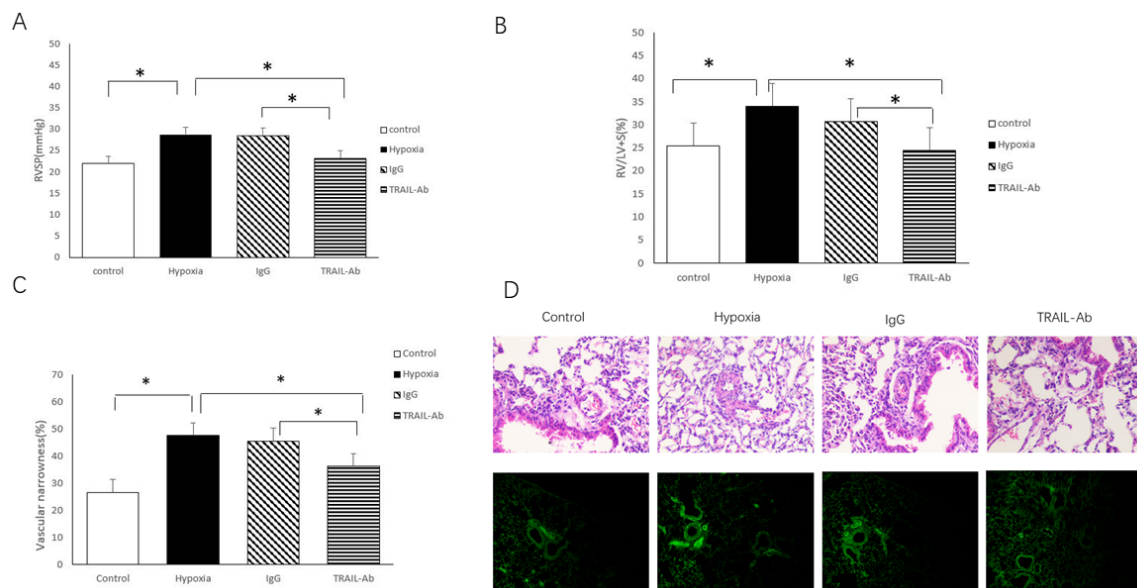 A
50
45
40
35
30
25
20
15
10
5
0
RVSP(mmHg)
*
*
*
control
Hypoxia
IgG
TRAIL-Ab
control
Hypoxia
IgG
TRAIL-Ab
B
50
45
40
35
30
25
20
15
10
5
0
RV/LV+S(%)
*
*
*
control
Hypoxia
IgG
TRAIL-Ab
control
Hypoxia
IgG
TRAIL-Ab
C
70
60
50
40
30
20
10
0
Vascular narrowness(%)
*
*
*
Control
Hypoxia
IgG
TRAIL-Ab
Control
Hypoxia
IgG
TRAIL-Ab
D
Control
Hypoxia
IgG
TRAIL-Ab